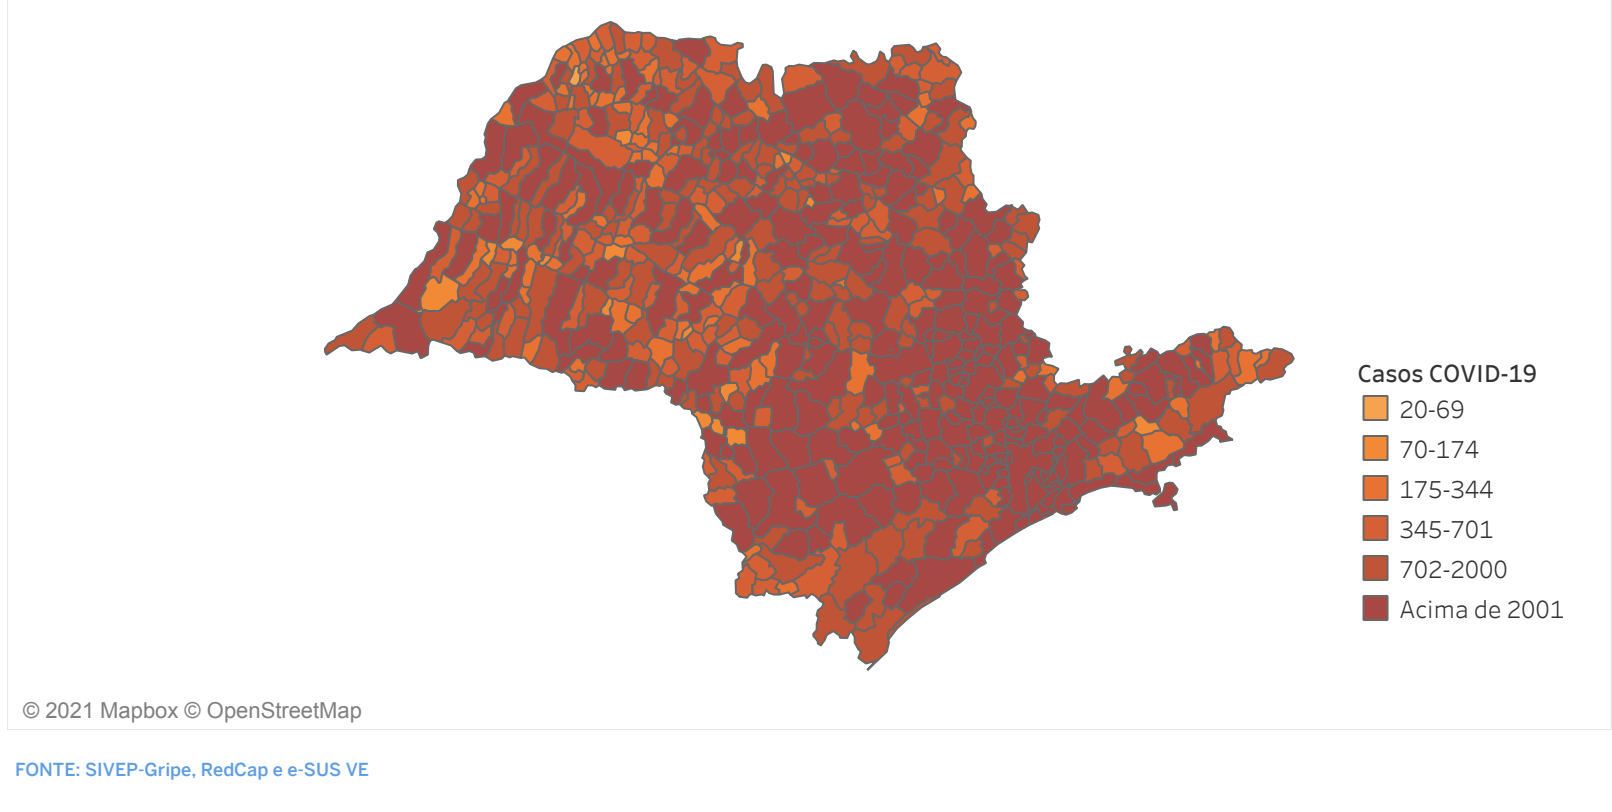 Casos COVID-19
20-69
70-174
175-344
345-701
702-2000
Acima de 2001
© 2021 Mapbox © OpenStreetMap
FONTE: SIVEP-Gripe, RedCap e e-SUS VE